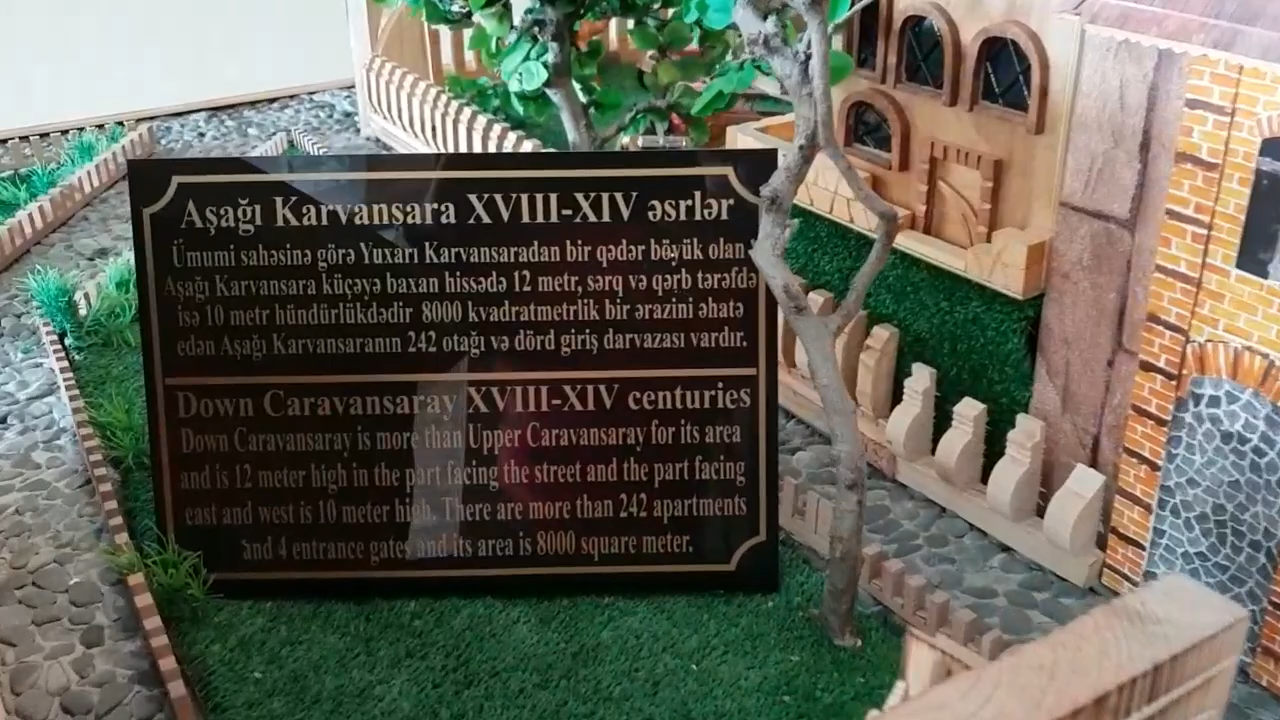 Aşağı Karvansara XVIII-XIV əsrlər
Ümumi sahəsinə görə Yuxarı Karvansaradan bir qədər böyük olan
Aşağı Karvansara küçəyə baxan hissədə 12 metr, sərq və qərb tərəfdə
isə 10 metr hündürlükdədir 8000 kvadratmetrlik bir ərazini əhatə
edən Aşağı Karvansaranın 242 otağı və dörd giriş darvazası vardır.
Down Caravansaray XVIII-XIV centuries
Down Caravansaray is more than Upper Caravansaray for its area
and is 12 meter high in the part facing the street and the part facing
east and west is 10 meter high. There are more than 242 apartments
and 4 entrance gates and its area is 8000 square meter.